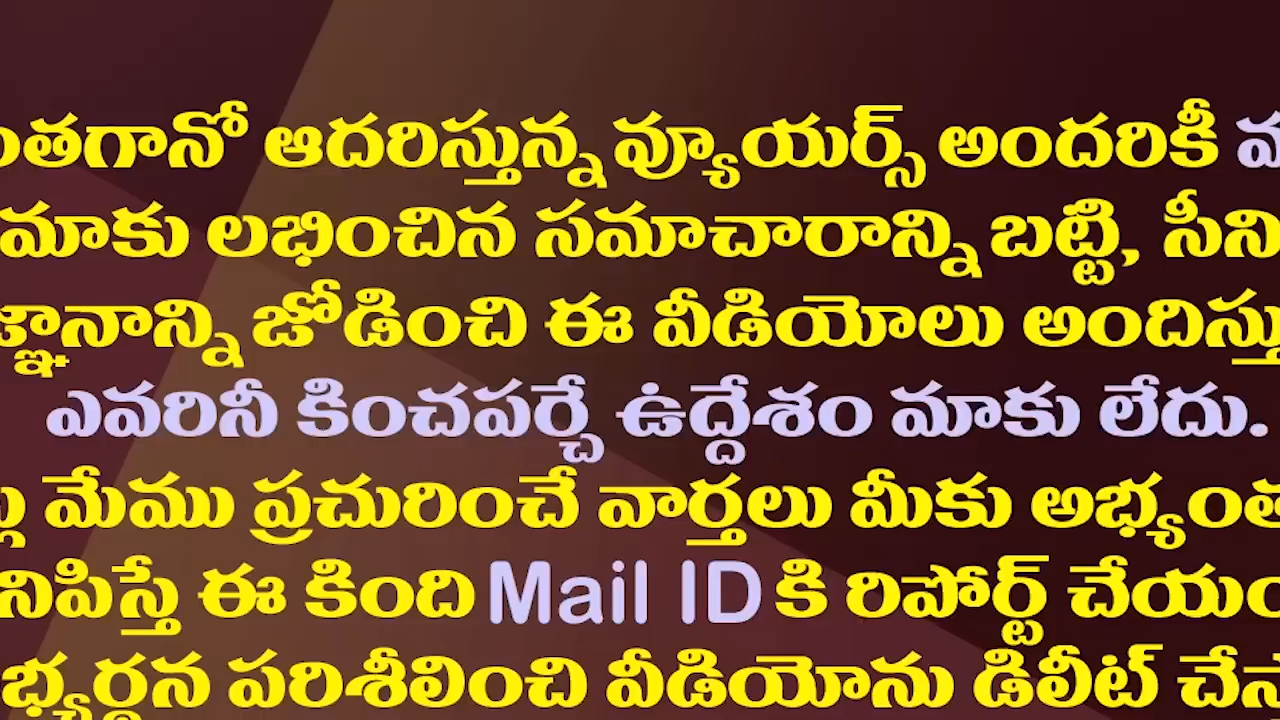 ంతగానో ఆదరిస్తున్న వ్యూయర్స్ అందరికీ
మాకు లభించిన సమాచారాన్ని బట్టి, సీని
జ్ఞానాన్ని జోడించి ఈ వీడియోలు అందిస్తు
ఎవరినీ కించపర్చే ఉద్దేశం మాకు లేదు.
మేము ప్రచురించే వార్తలు మీకు అభ్యంత
నిపిస్తే ఈ కింది Mail ID కి రిపోర్ట్ చేయం
భ్యర్థన పరిశీలించి వీడియోను డిలీట్ చేస